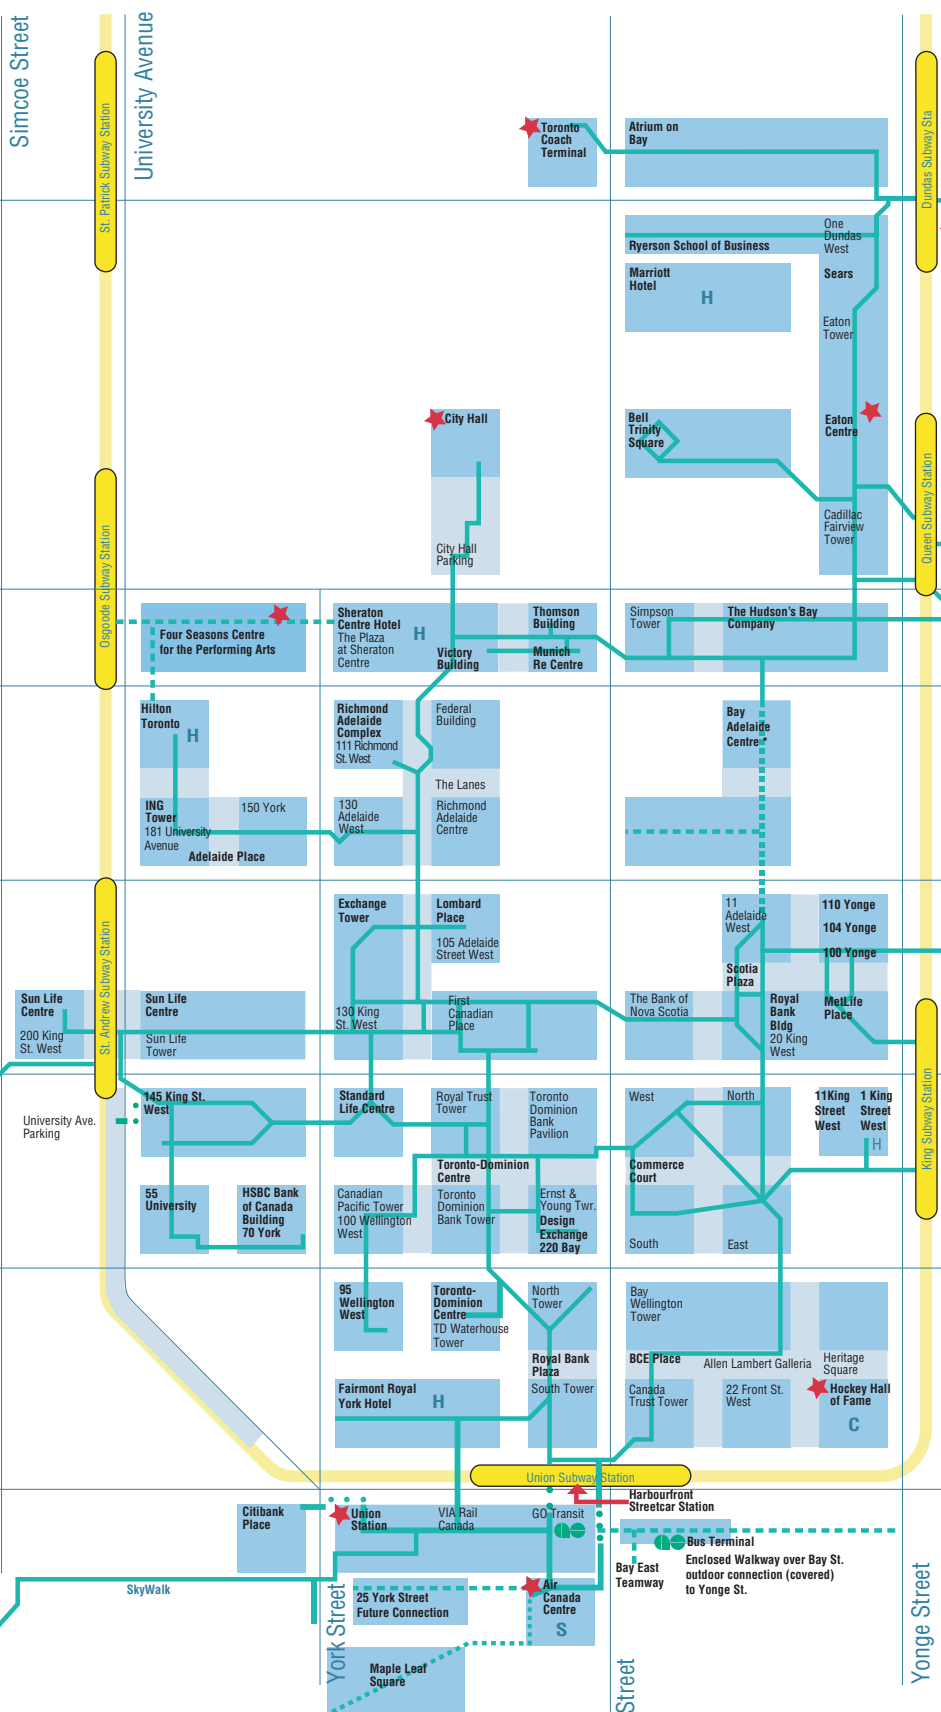 Simcoe Street
University Avenue
St. Patrick Subway Station
Dundas Subway Sta
Toronto
Coach
Terminal
Atrium on
Bay
One
Dundas
West
Ryerson School of Business
Marriott
Hotel
H
Sears
Eaton
Tower
City Hall
Bell
Trinity
Square
Eaton
Centre
Osgoode Subway Station
Queen Subway Station
Cadillac
Fairview
Tower
City Hall
Parking
Four Seasons Centre
for the Performing Arts
Sheraton
Centre Hotel
The Plaza
at Sheraton
Centre
H
Victory
Building
Thomson
Building
Munich
Re Centre
Simpson
Tower
The Hudson's Bay
Company
Hilton
Toronto
H
Richmond
Adelaide
Complex
111 Richmond
St. West
Federal
Building
Bay
Adelaide
Centre *
The Lanes
ING
Tower
181 University
Avenue
150 York
Adelaide Place
130
Adelaide
West
Richmond
Adelaide
Centre
St. Andrew Subway Station
Exchange
Tower
Lombard
Place
105 Adelaide
Street West
11
Adelaide
West
110 Yonge
104 Yonge
100 Yonge
Scotia
Plaza
Sun Life
Centre
200 King
St. West
Sun Life
Centre
Sun Life
Tower
130 King
St. West
First
Canadian
Place
The Bank of
Nova Scotia
Royal
Bank
Bldg
20 King
West
MetLife
Place
King Subway Station
University Ave.
Parking
145 King St.
West
Standard
Life Centre
Royal Trust
Tower
Toronto
Dominion
Bank
Pavilion
West
North
11King
Street
West
1 King
Street
West
H
Toronto-Dominion
Centre
Commerce
Court
55
University
HSBC Bank
of Canada
Building
70 York
Canadian
Pacific Tower
100 Wellington
West
Toronto
Dominion
Bank Tower
Ernst &
Young Twr.
Design
Exchange
220 Bay
South
East
95
Wellington
West
Toronto-
Dominion
Centre
TD Waterhouse
Tower
North
Tower
Bay
Wellington
Tower
Royal Bank
Plaza
South Tower
BCE Place
Allen Lambert Galleria
Heritage
Square
Fairmont Royal
York Hotel
H
Canada
Trust Tower
22 Front St.
West
Hockey Hall
of Fame
C
Union Subway Station
Harbourfront
Streetcar Station
Citibank
Place
Union
Station
VIA Rail
Canada
GO Transit
Bus Terminal
Enclosed Walkway over Bay St.
outdoor connection (covered)
to Yonge St.
Bay East
Teamway
SkyWalk
25 York Street
Future Connection
Air
Canada
Centre
S
York Street
Maple Leaf
Square
Street
Yonge Street